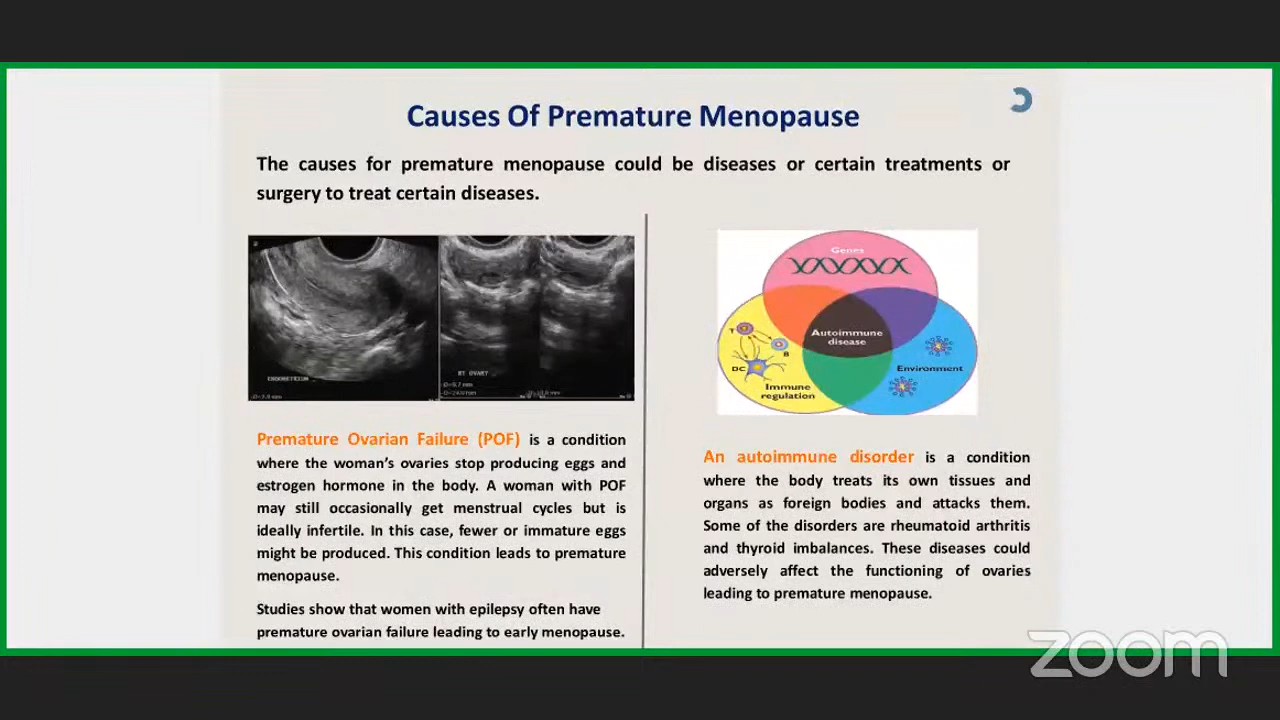 Causes Of Premature Menopause
The causes for premature menopause could be diseases or certain treatments or
surgery to treat certain diseases.
ENDOMETRIUM
RT OVARY
Premature Ovarian Failure (POF) is a condition
where the woman's ovaries stop producing eggs and
estrogen hormone in the body. A woman with POF
may still occasionally get menstrual cycles but is
ideally infertile. In this case, fewer or immature eggs
might be produced. This condition leads to premature
menopause.
Studies show that women with epilepsy often have
premature ovarian failure leading to early menopause.
Genes
Autoimmune
disease
T
B
DC
Immune
regulation
Environment
An autoimmune disorder is a condition
where the body treats its own tissues and
organs as foreign bodies and attacks them.
Some of the disorders are rheumatoid arthritis
and thyroid imbalances. These diseases could
adversely affect the functioning of ovaries
leading to premature menopause.
zoom